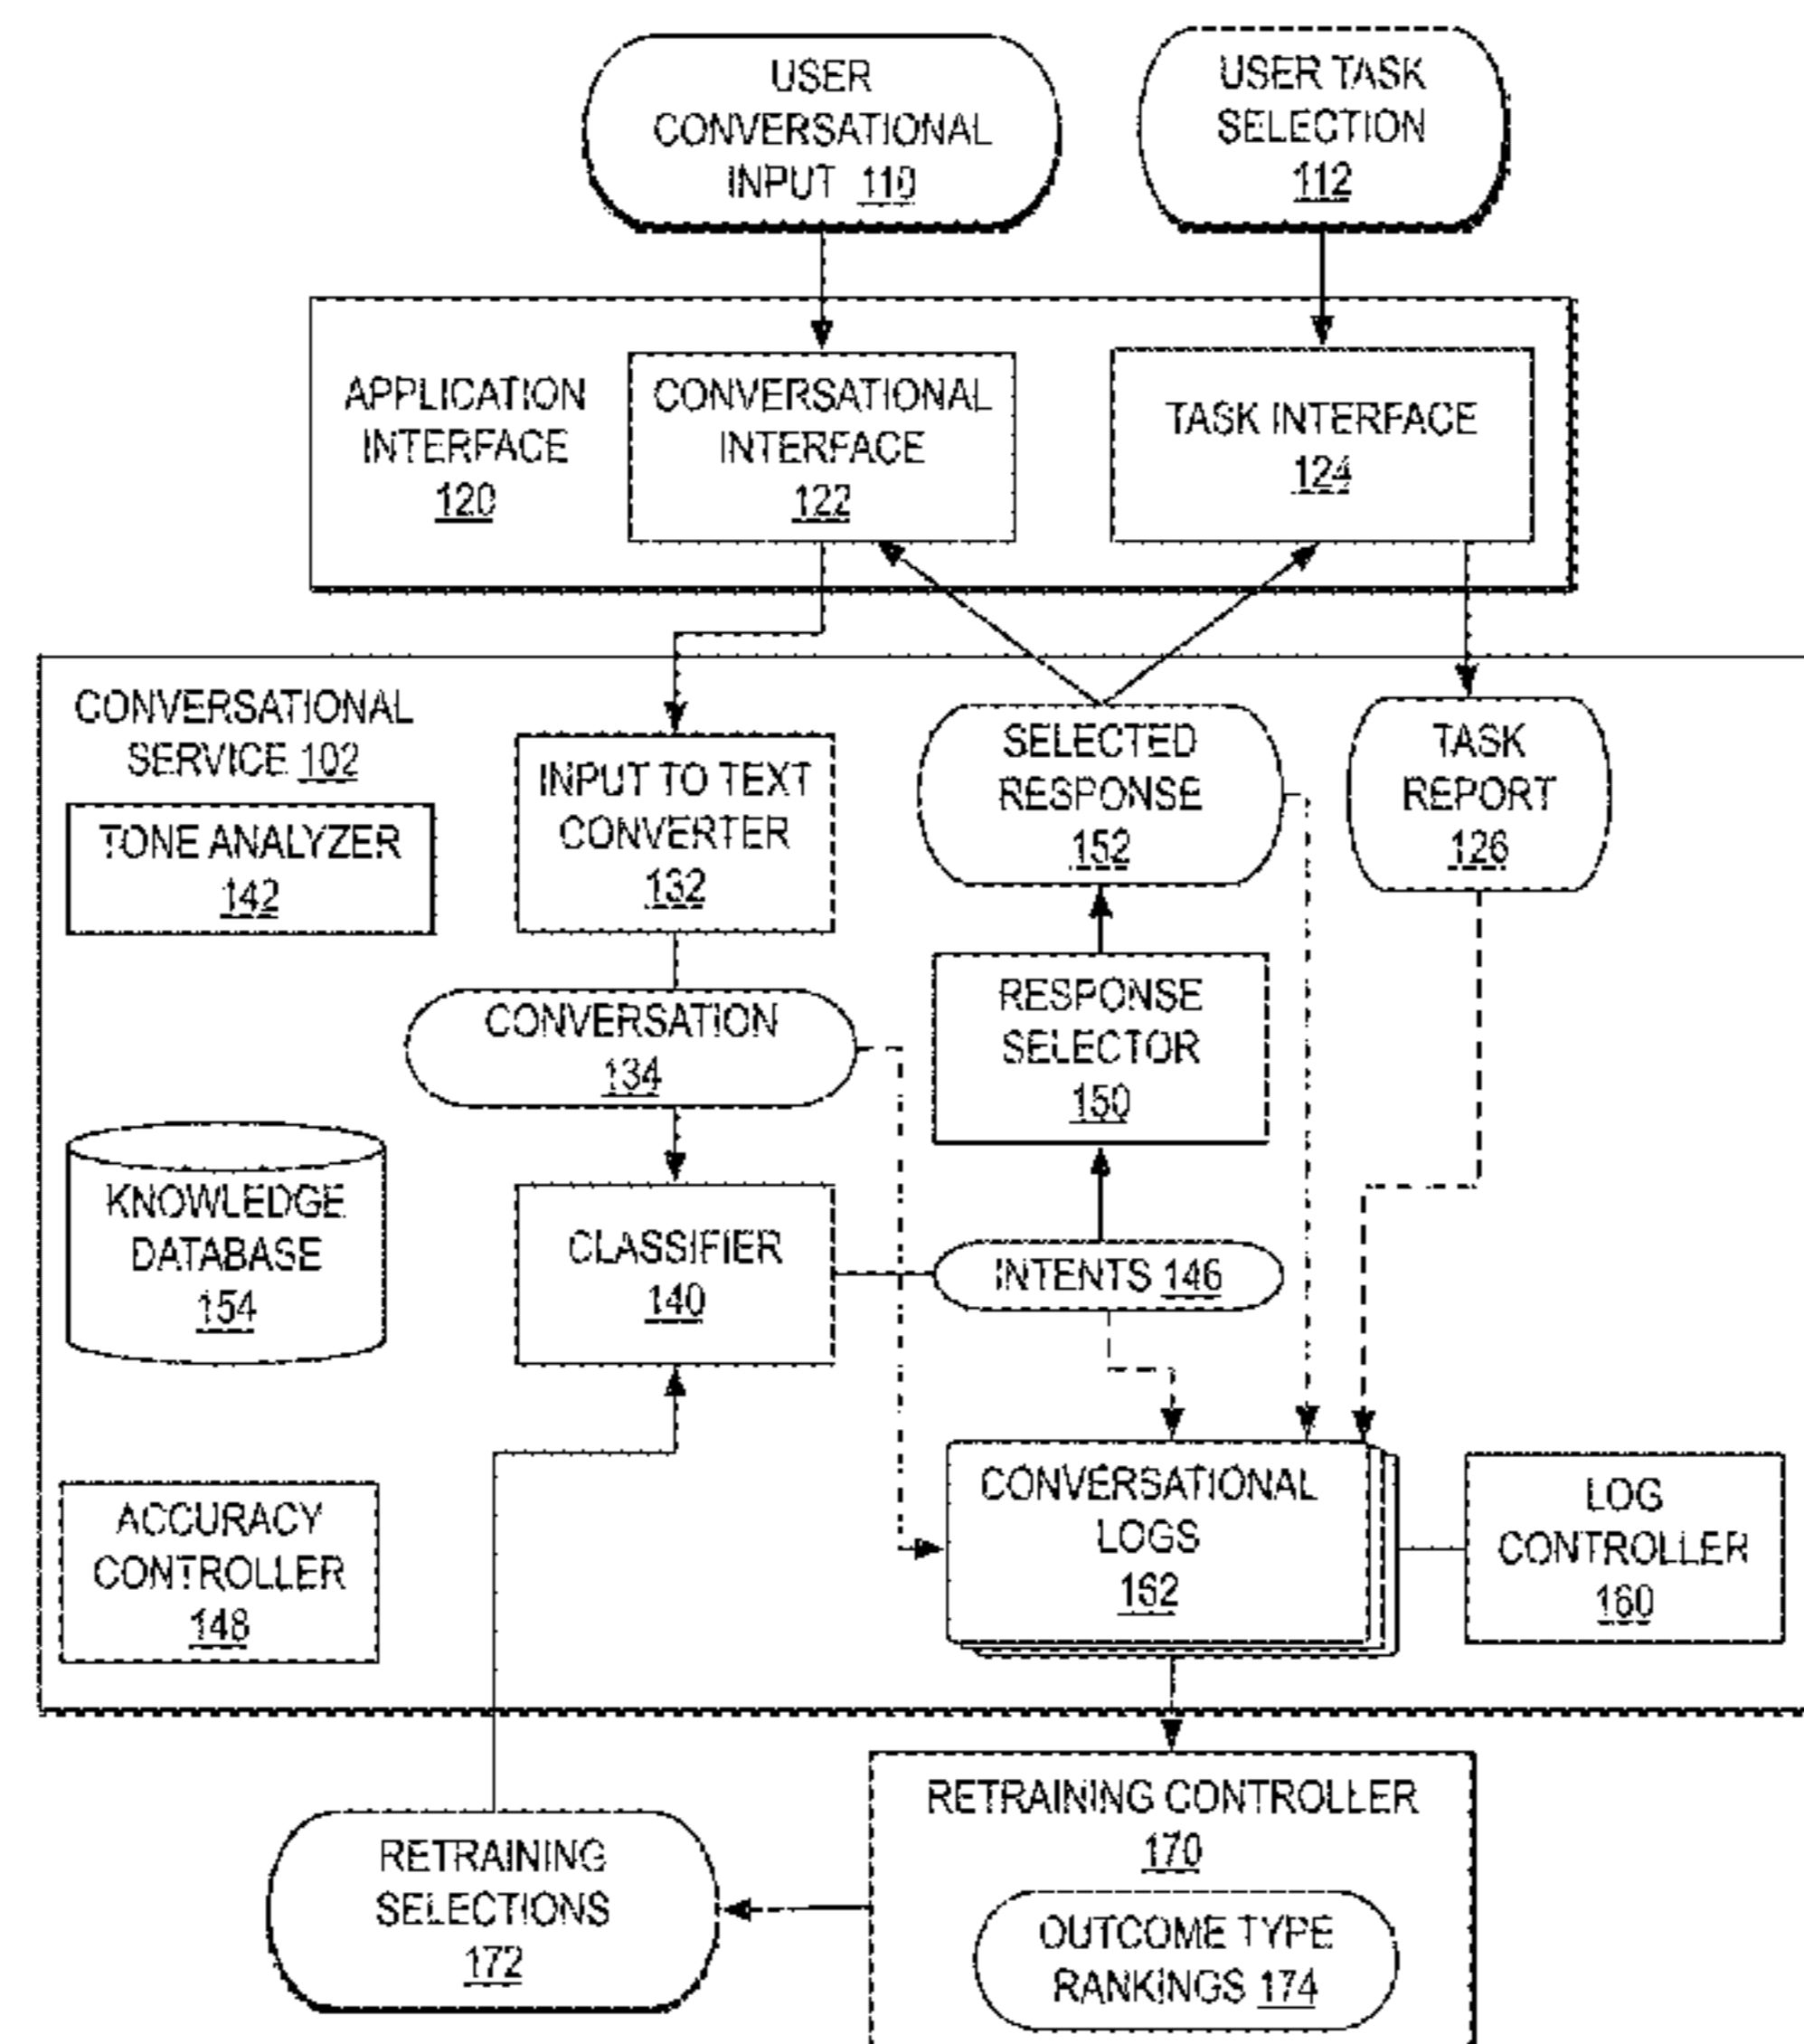 USER
CONVERSATIONAL
INPUT 110
USER TASK
SELECTION
112
APPLICATION
INTERFACE
120
CONVERSATIONAL
INTERFACE
122
TASK INTERFACE
124
CONVERSATIONAL
SERVICE 102
TONE ANALYZER
142
INPUT TO TEXT
CONVERTER
132
SELECTED
RESPONSE
152
TASK
REPORT
126
CONVERSATION
134
RESPONSE
SELECTOR
150
KNOWLEDGE
DATABASE
154
CLASSIFIER
140
INTENTS 146
ACCURACY
CONTROLLER
148
CONVERSATIONAL
LOGS
162
LOG
CONTROLLER
160
RETRAINING
SELECTIONS
172
RETRAINING CONTROLLER
170
OUTCOME TYPE
RANKINGS 174